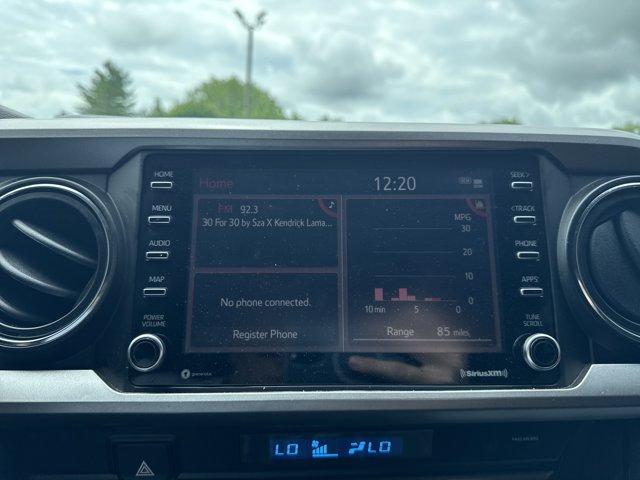 HOME
MENU
AUDIO
MAP
POWER
VOLUME
Home
12:20
FM 92.3
30 For 30 by Sza X Kendrick Lama...
No phone connected.
Register Phone
MPG
30
20
10
0
10 min 5 0
Range 85 miles
SEEK >
< TRACK
PHONE
APPS
TUNE
SCROLL
SiriusXM
LO LO